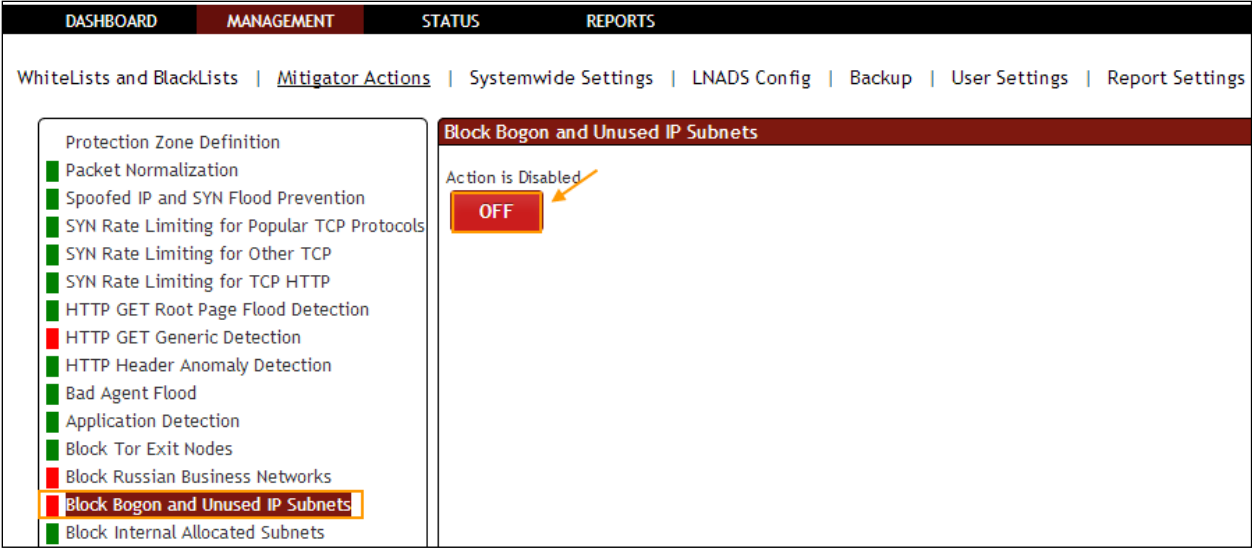 DASHBOARD MANAGEMENT STATUS REPORTS
WhiteLists and BlackLists | Mitigator Actions | Systemwide Settings | LNADS Config | Backup | User Settings | Report Settings
Protection Zone Definition
Packet Normalization
Spoofed IP and SYN Flood Prevention
SYN Rate Limiting for Popular TCP Protocols
SYN Rate Limiting for Other TCP
SYN Rate Limiting for TCP HTTP
HTTP GET Root Page Flood Detection
HTTP GET Generic Detection
HTTP Header Anomaly Detection
Bad Agent Flood
Application Detection
Block Tor Exit Nodes
Block Russian Business Networks
Block Bogon and Unused IP Subnets
Block Internal Allocated Subnets
Block Bogon and Unused IP Subnets
Action is Disabled
OFF